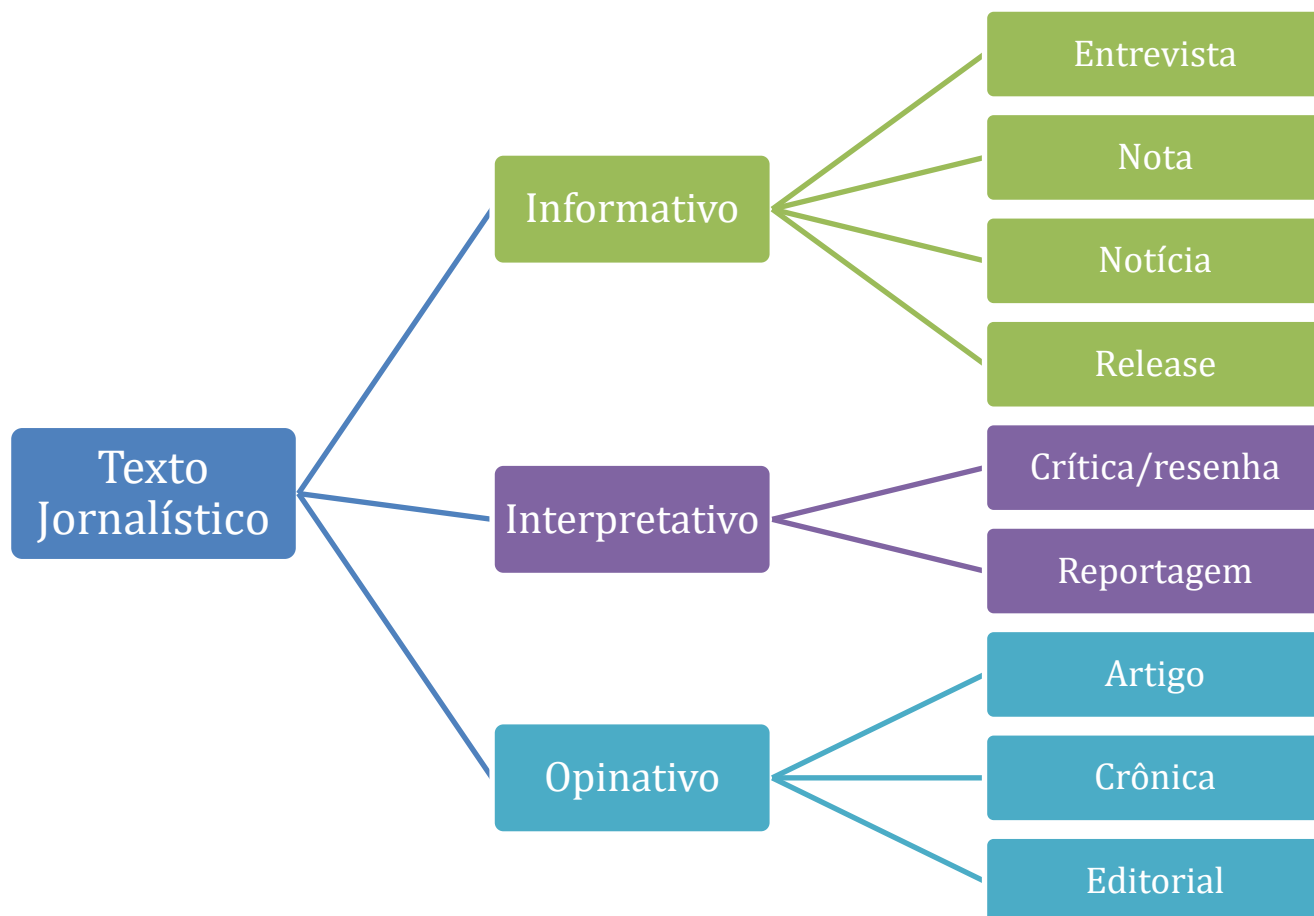 Texto
Jornalístico
Informativo
Entrevista
Nota
Notícia
Release
Interpretativo
Crítica/resenha
Reportagem
Opinativo
Artigo
Crônica
Editorial